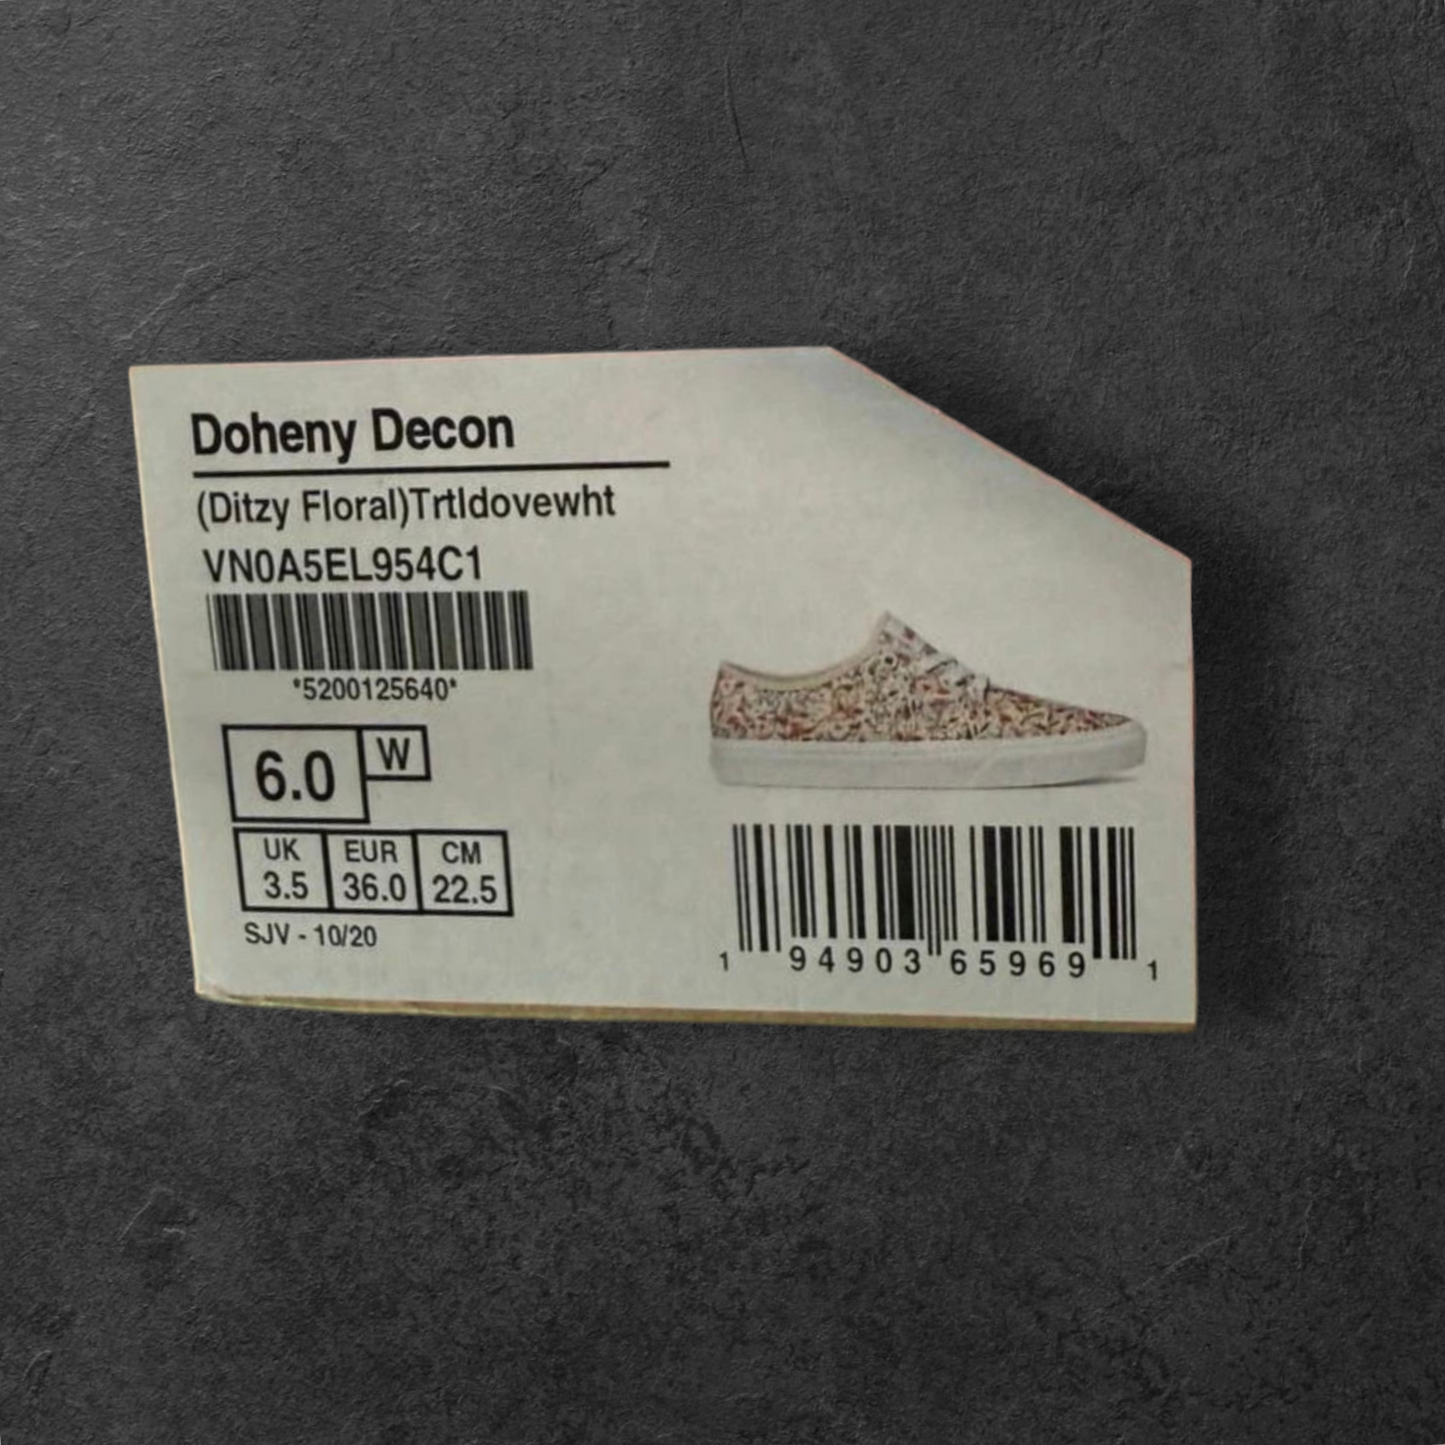 Doheny Decon
(Ditzy Floral)Trtldovewht
VN0A5EL954C1
*5200125640*
6.0 W
UK EUR CM
3.5 36.0 22.5
SJV - 10/20
1 94903 65969 1